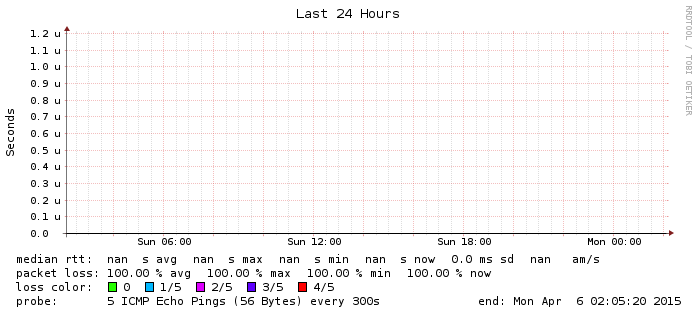 Last 24 Hours
RRDTOOL / TOBI OETIKER
Seconds
1.2 u
1.1 u
1.0 u
0.9 u
0.8 u
0.7 u
0.6 u
0.5 u
0.4 u
0.3 u
0.2 u
0.1 u
0.0
Sun 06:00 Sun 12:00 Sun 18:00 Mon 00:00
median rtt: nan s avg nan s max nan s min nan s now 0.0 ms sd nan am/s
packet loss: 100.00 % avg 100.00 % max 100.00 % min 100.00 % now
loss color: 0 1/5 2/5 3/5 4/5
probe: 5 ICMP Echo Pings (56 Bytes) every 300s end: Mon Apr 6 02:05:20 2015